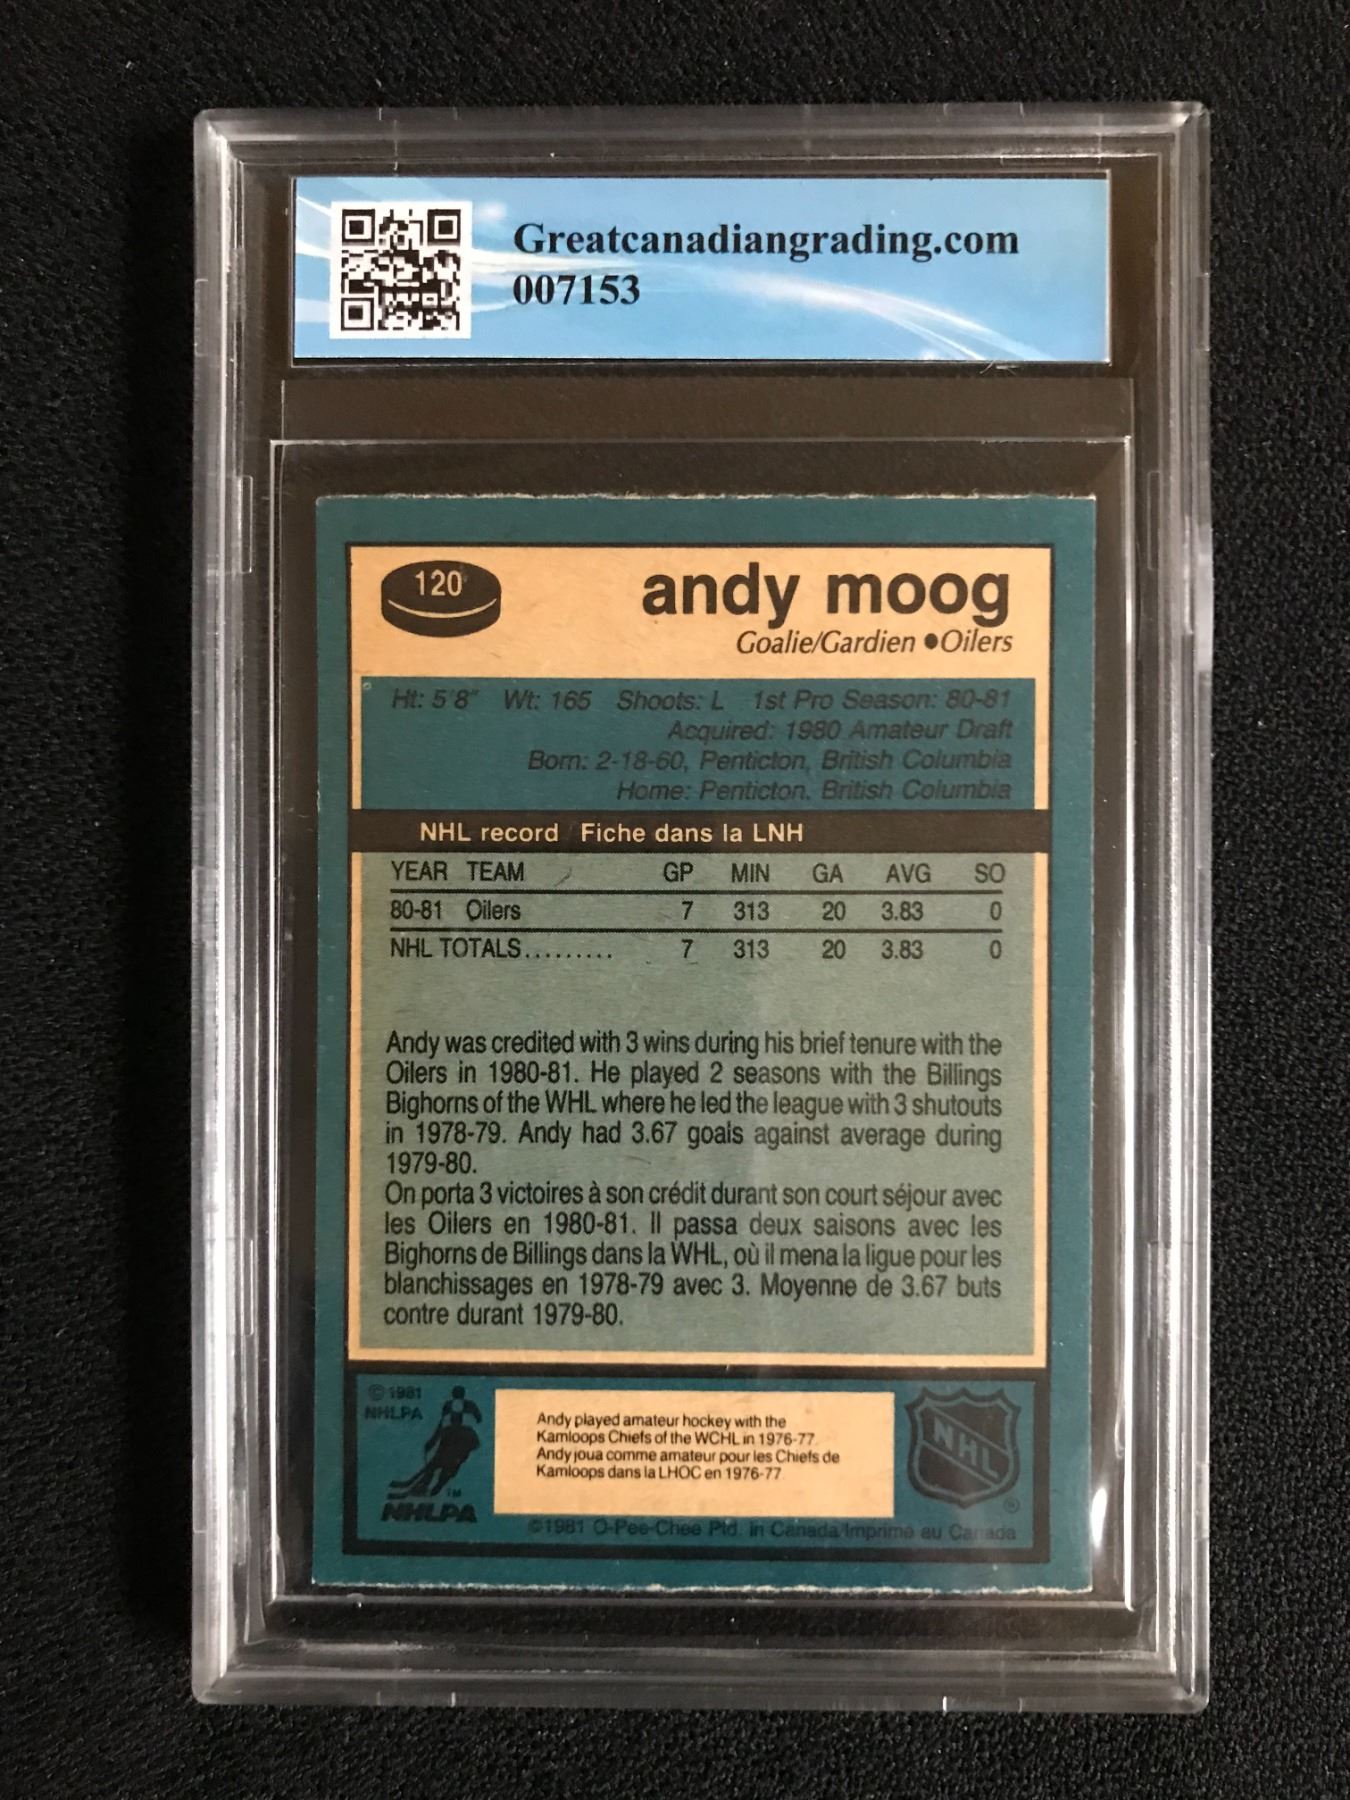 Greatcanadiangrading.com
007153
120
andy moog
Goalie/Gardien ●Oilers
Ht: 5'8" Wt: 165 Shoots: L 1st Pro Season: 80-81
Acquired: 1980 Amateur Draft
Born: 2-18-60, Penticton, British Columbia
Home: Penticton, British Columbia
NHL record Fiche dans la LNH
YEAR TEAM GP MIN GA AVG SO
80-81 Oilers 7 313 20 3.83 0
NHL TOTALS......... 7 313 20 3.83 0
Andy was credited with 3 wins during his brief tenure with the
Oilers in 1980-81. He played 2 seasons with the Billings
Bighorns of the WHL where he led the league with 3 shutouts
in 1978-79. Andy had 3.67 goals against average during
1979-80.
On porta 3 victoires à son crédit durant son court séjour avec
les Oilers en 1980-81. Il passa deux saisons avec les
Bighorns de Billings dans la WHL, où il mena la ligue pour les
blanchissages en 1978-79 avec 3. Moyenne de 3.67 buts
contre durant 1979-80.
©1981
NHLPA
TM
NHLPA
Andy played amateur hockey with the
Kamloops Chiefs of the WCHL in 1976-77.
Andy joua comme amateur pour les Chiefs de
Kamloops dans la LHOC en 1976-77.
NHL
®
©1981 O-Pee-Chee Ptd. in Canada/Imprimé au Canada